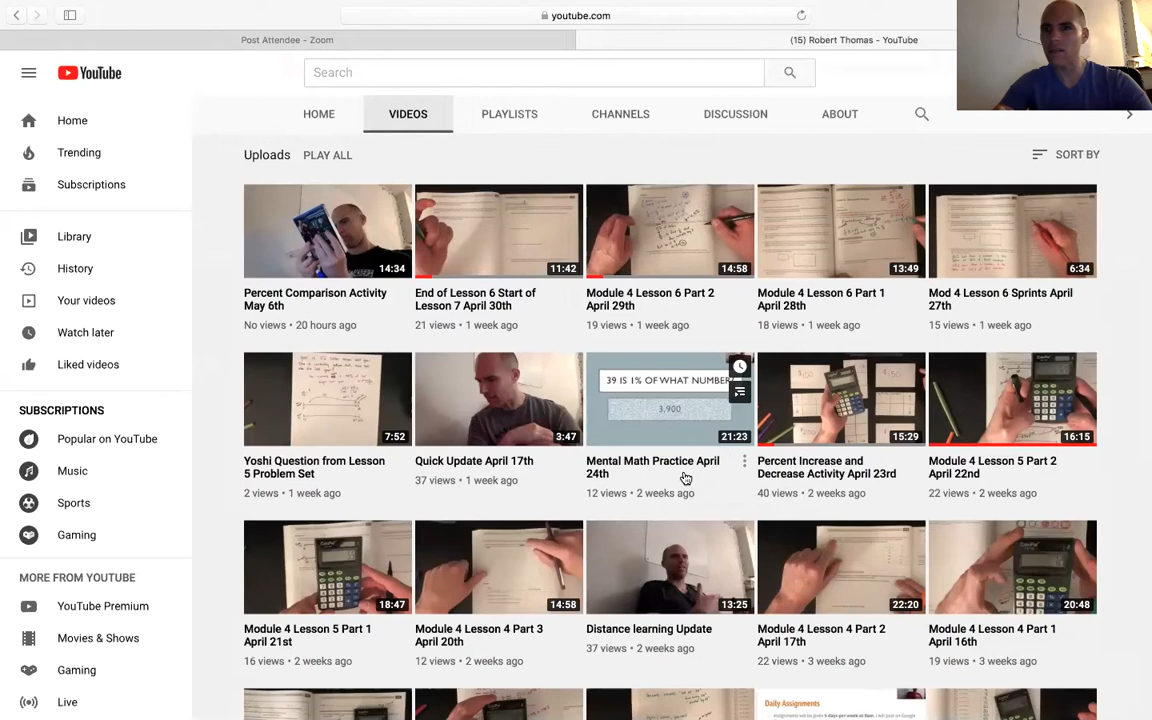 youtube.com
Post Attendee - Zoom
(15) Robert Thomas - YouTube
YouTube
Search
HOME
VIDEOS
PLAYLISTS
CHANNELS
DISCUSSION
ABOUT
Home
Trending
Subscriptions
Library
History
Your videos
Watch later
Liked videos
SUBSCRIPTIONS
Popular on YouTube
Music
Sports
Gaming
MORE FROM YOUTUBE
YouTube Premium
Movies & Shows
Gaming
Live
Uploads
PLAY ALL
SORT BY
14:34
Percent Comparison Activity
May 6th
No views • 20 hours ago
11:42
End of Lesson 6 Start of
Lesson 7 April 30th
21 views • 1 week ago
14:58
Module 4 Lesson 6 Part 2
April 29th
19 views • 1 week ago
13:49
Module 4 Lesson 6 Part 1
April 28th
18 views • 1 week ago
6:34
Mod 4 Lesson 6 Sprints April
27th
15 views • 1 week ago
7:52
Yoshi Question from Lesson
5 Problem Set
2 views • 1 week ago
3:47
Quick Update April 17th
37 views • 1 week ago
39 IS 1% OF WHAT NUMBER?
3,900
21:23
Mental Math Practice April
24th
12 views • 2 weeks ago
15:29
Percent Increase and
Decrease Activity April 23rd
40 views • 2 weeks ago
16:15
Module 4 Lesson 5 Part 2
April 22nd
22 views • 2 weeks ago
18:47
Module 4 Lesson 5 Part 1
April 21st
16 views • 2 weeks ago
14:58
Module 4 Lesson 4 Part 3
April 20th
12 views • 2 weeks ago
13:25
Distance learning Update
37 views • 2 weeks ago
22:20
Module 4 Lesson 4 Part 2
April 17th
22 views • 3 weeks ago
20:48
Module 4 Lesson 4 Part 1
April 16th
19 views • 3 weeks ago
Daily Assignments